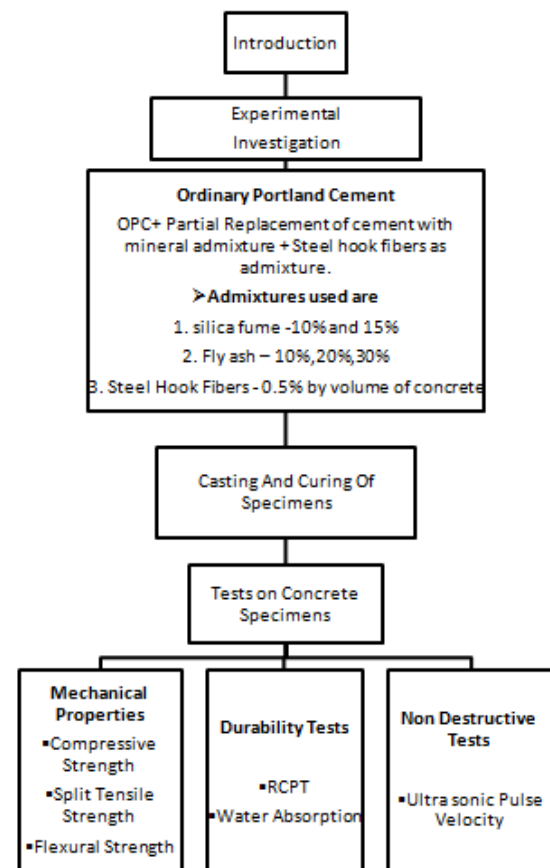 Introduction
Experimental
Investigation
Ordinary Portland Cement
OPC+ Partial Replacement of cement with
mineral admixture + Steel hook fibers as
admixture.
➢Admixtures used are
1. silica fume -10% and 15%
2. Fly ash – 10%,20%,30%
3. Steel Hook Fibers - 0.5% by volume of concrete
Casting And Curing Of
Specimens
Tests on Concrete
Specimens
Mechanical
Properties
▪Compressive
Strength
▪Split Tensile
Strength
▪Flexural Strength
Durability Tests
▪RCPT
▪Water Absorption
Non Destructive
Tests
▪Ultra sonic Pulse
Velocity